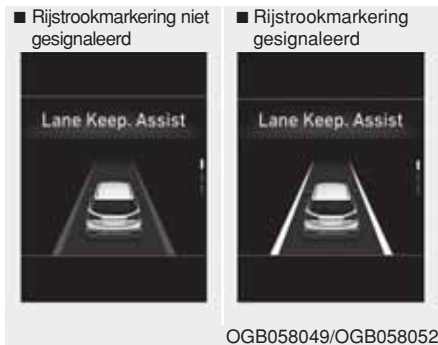 ■ Rijstrookmarkering niet
gesignaleerd
■ Rijstrookmarkering
gesignaleerd
Lane Keep. Assist
Lane Keep. Assist
OGB058049/OGB058052